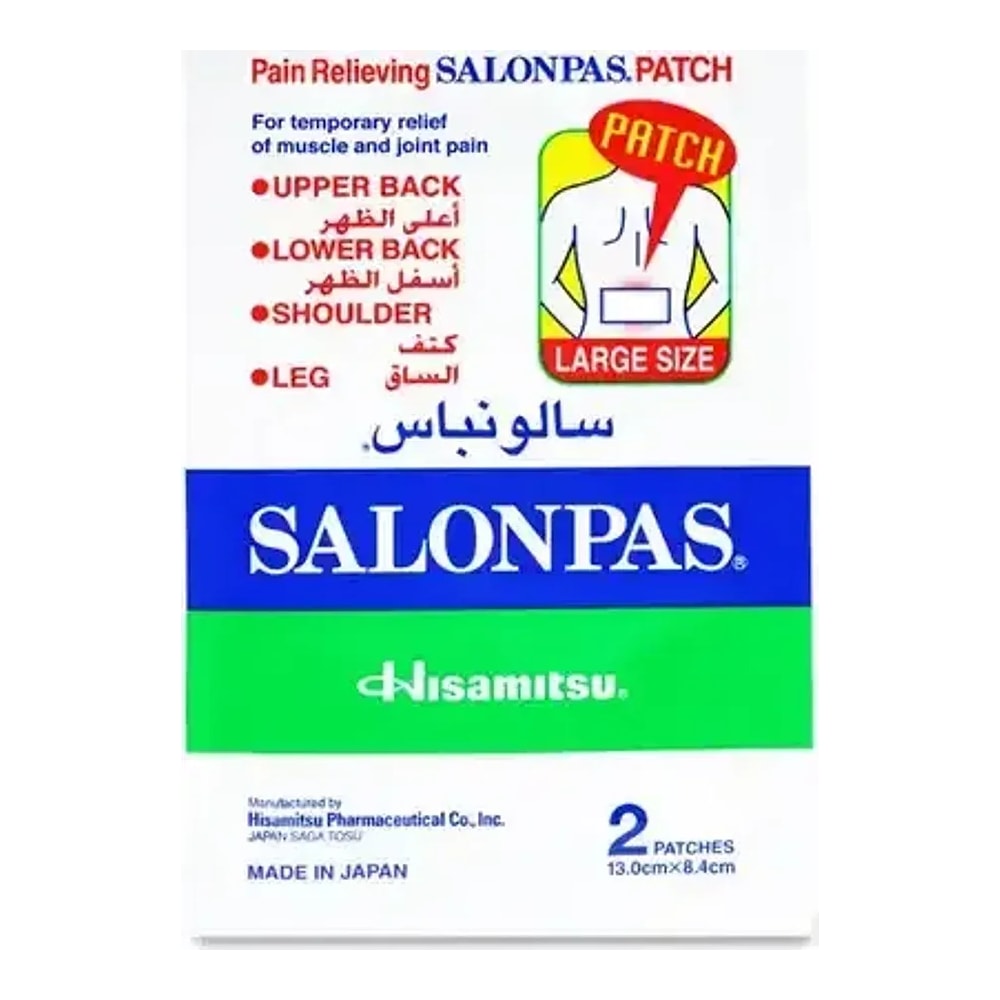 Pain Relieving SALONPAS® PATCH
For temporary relief
of muscle and joint pain
●UPPER BACK
أعلى الظهر
●LOWER BACK
أسفل الظهر
●SHOULDER
كتف
●LEG الساق
PATCH
LARGE SIZE
سالونباس®
SALONPAS®
Hisamitsu®
Manufactured by
Hisamitsu Pharmaceutical Co., Inc.
JAPAN SAGA TOSU
MADE IN JAPAN
2 PATCHES
13.0cm×8.4cm